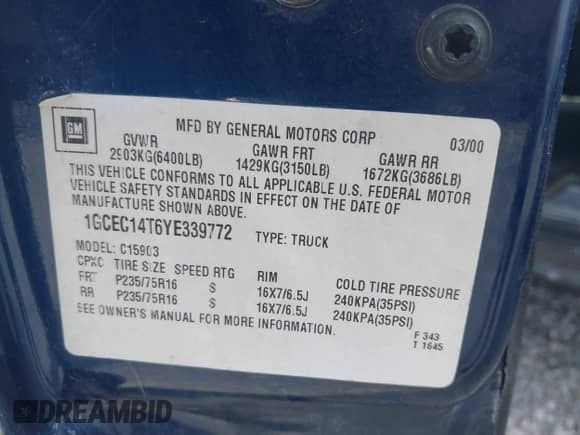 GM
MFD BY GENERAL MOTORS CORP 03/00
GVWR GAWR FRT GAWR RR
2903KG(6400LB) 1429KG(3150LB) 1672KG(3686LB)
THIS VEHICLE CONFORMS TO ALL APPLICABLE U.S. FEDERAL MOTOR
VEHICLE SAFETY STANDARDS IN EFFECT ON THE DATE OF
MANUFACTURE SHOWN ABOVE.
1GCEC14T6YE339772 TYPE: TRUCK
MODEL: C15903
CPXC TIRE SIZE SPEED RTG RIM COLD TIRE PRESSURE
FRT P235/75R16 S 16X7/6.5J 240KPA(35PSI)
RR P235/75R16 S 16X7/6.5J 240KPA(35PSI)
SEE OWNER'S MANUAL FOR MORE INFORMATION.
F 343
T 1645
DREAMBID